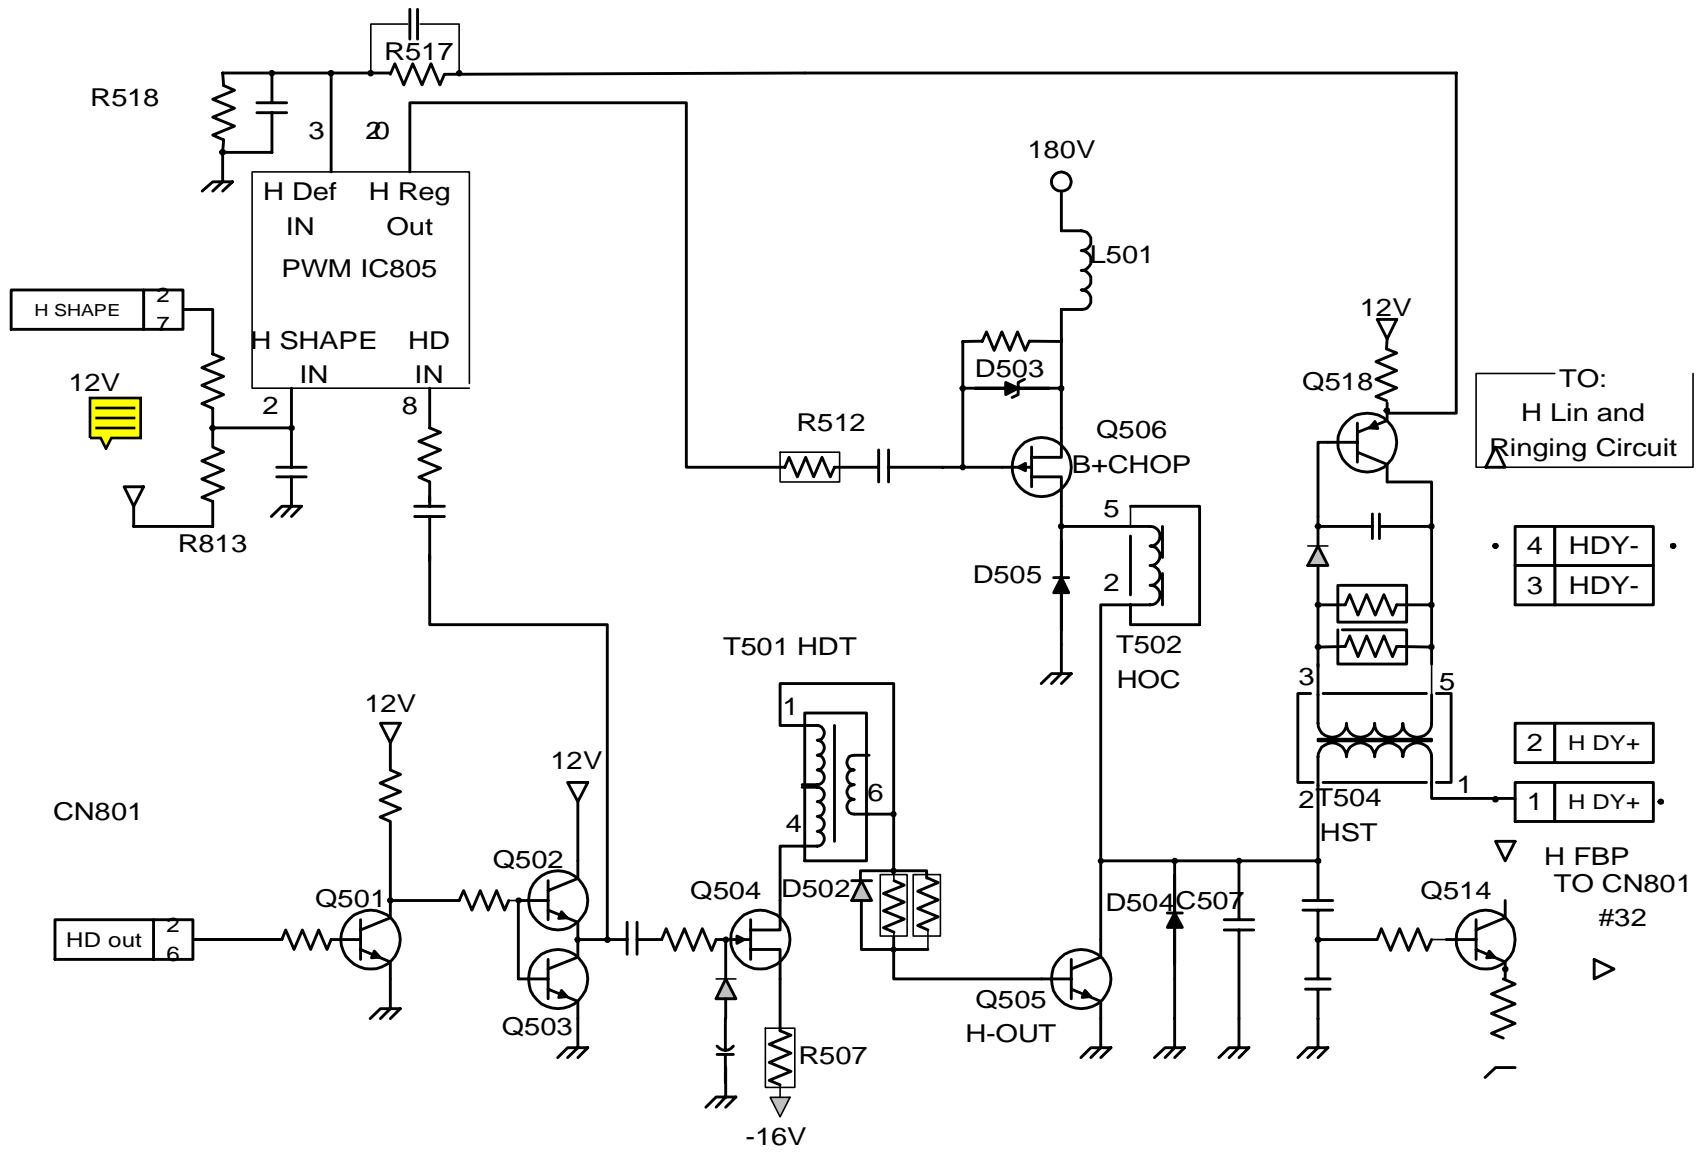 R517
R518
3
20
180V
H Def
H Reg
IN
Out
L501
PWM IC805
H SHAPE
2
7
12V
H SHAPE
HD
D503
Q518
TO:
IN
IN
12V
2
8
H Lin and
R512
Q506
Ringing Circuit
B+CHOP
5
R813
4 HDY-
D505
2
3 HDY-
T501 HDT
T502
HOC
3
5
12V
1
2 H DY+
12V
6
1
CN801
2
T504
1 H DY+
4
HST
H FBP
Q502
TO CN801
Q501
Q504
D502
D504
C507
Q514
#32
HD out
2
6
Q505
Q503
H-OUT
R507
-16V